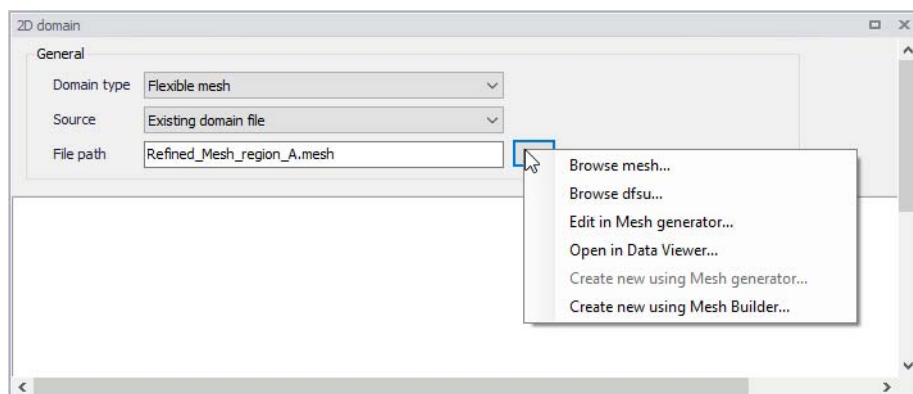 2D domain
General
Domain type Flexible mesh
Source Existing domain file
File path Refined_Mesh_region_A.mesh
Browse mesh...
Browse dfsu...
Edit in Mesh generator...
Open in Data Viewer...
Create new using Mesh generator...
Create new using Mesh Builder...